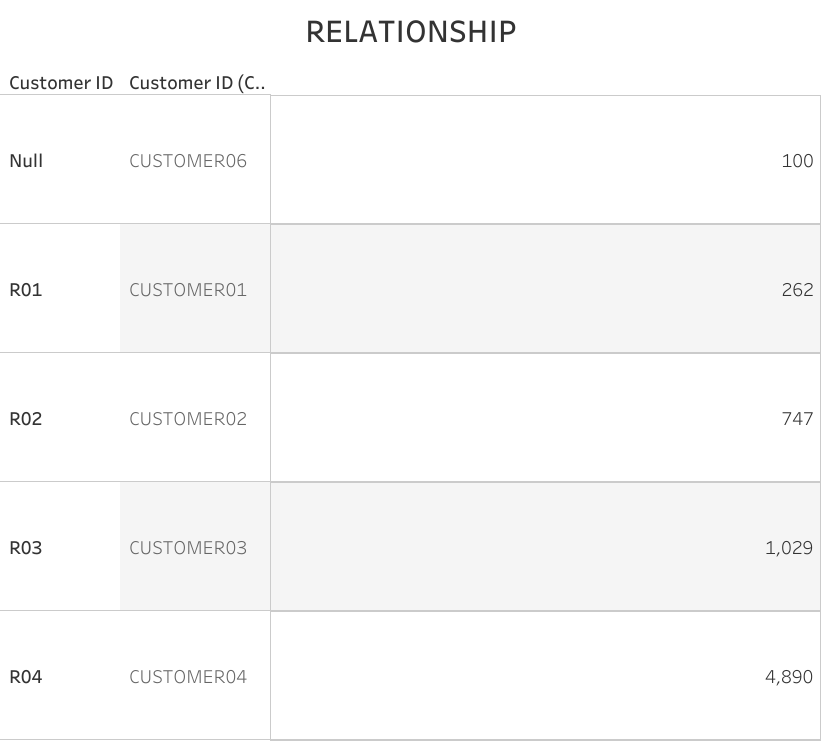 RELATIONSHIP
Customer ID Customer ID (C..
Null CUSTOMER06 100
R01 CUSTOMER01 262
R02 CUSTOMER02 747
R03 CUSTOMER03 1,029
R04 CUSTOMER04 4,890